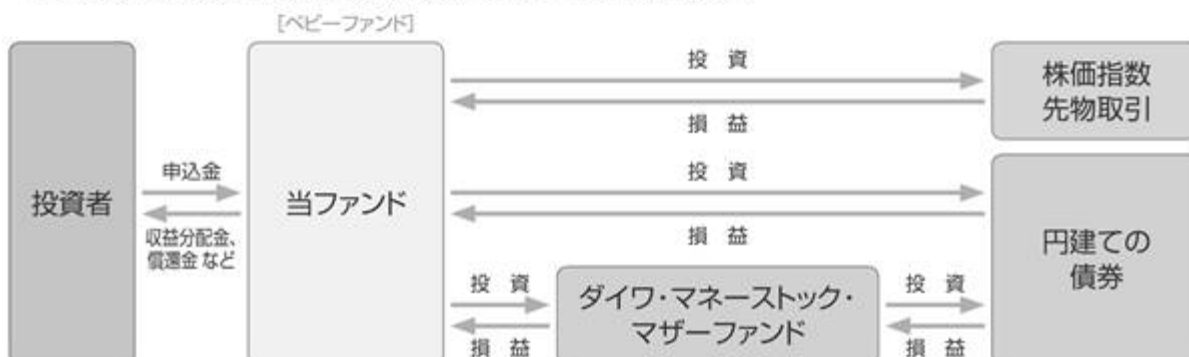 [ベビーファンド]
投資者
申込金
収益分配金、
償還金 など
当ファンド
投 資
損 益
株価指数
先物取引
投 資
損 益
円建ての
債券
投 資
損 益
ダイワ・マネーストック・
マザーファンド
投 資
損 益